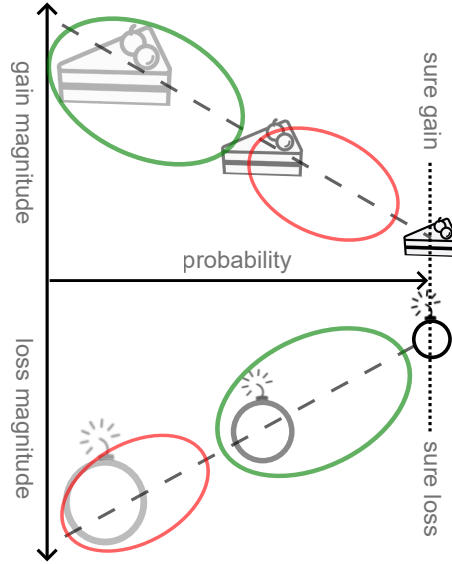 gain magnitude
sure gain
probability
loss magnitude
sure loss